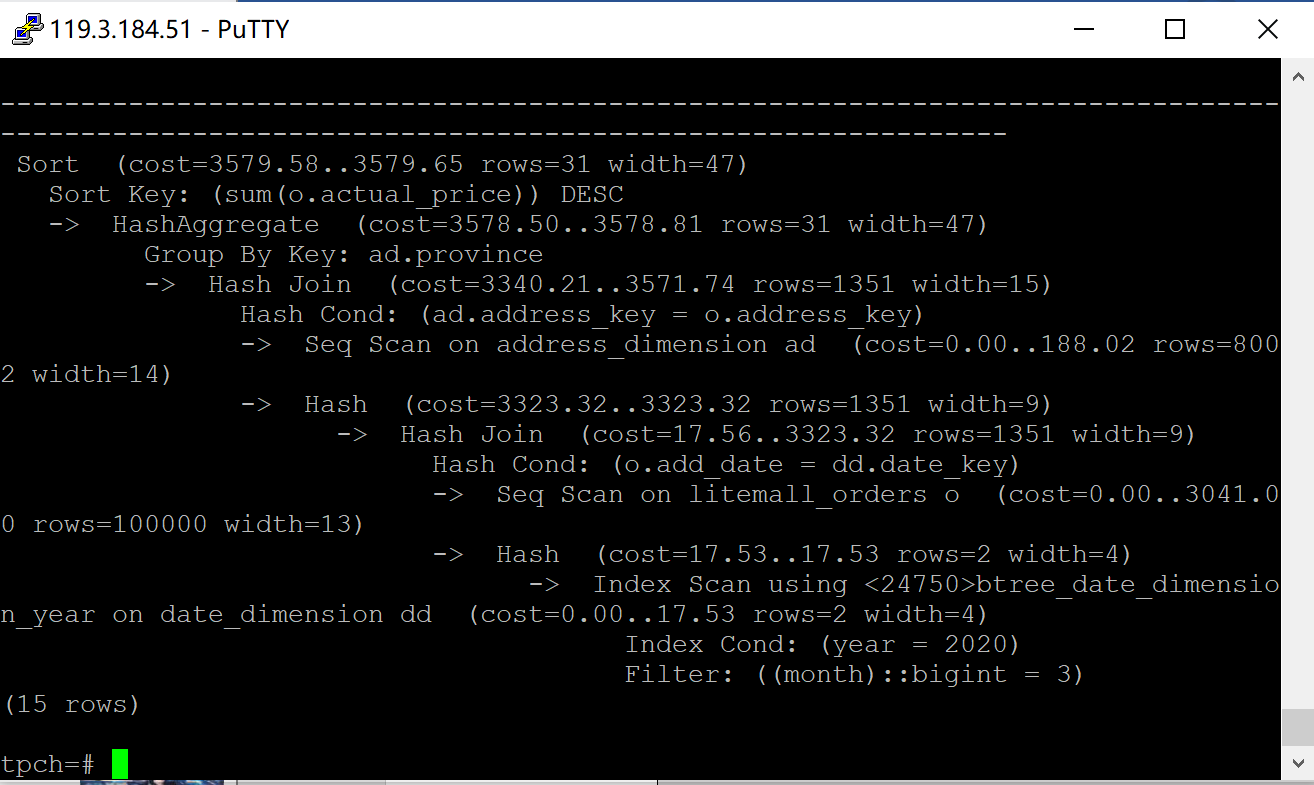 119.3.184.51 - PuTTY
--------------------------------------------------------------------------------
---------------------------------------------------------------
 Sort  (cost=3579.58..3579.65 rows=31 width=47)
   Sort Key: (sum(o.actual_price)) DESC
   ->  HashAggregate  (cost=3578.50..3578.81 rows=31 width=47)
         Group By Key: ad.province
         ->  Hash Join  (cost=3340.21..3571.74 rows=1351 width=15)
               Hash Cond: (ad.address_key = o.address_key)
               ->  Seq Scan on address_dimension ad  (cost=0.00..188.02 rows=800
2 width=14)
               ->  Hash  (cost=3323.32..3323.32 rows=1351 width=9)
                     ->  Hash Join  (cost=17.56..3323.32 rows=1351 width=9)
                           Hash Cond: (o.add_date = dd.date_key)
                           ->  Seq Scan on litemall_orders o  (cost=0.00..3041.0
0 rows=100000 width=13)
                           ->  Hash  (cost=17.53..17.53 rows=2 width=4)
                                 ->  Index Scan using <24750>btree_date_dimensio
n_year on date_dimension dd  (cost=0.00..17.53 rows=2 width=4)
                                       Index Cond: (year = 2020)
                                       Filter: ((month)::bigint = 3)
(15 rows)
tpch=#